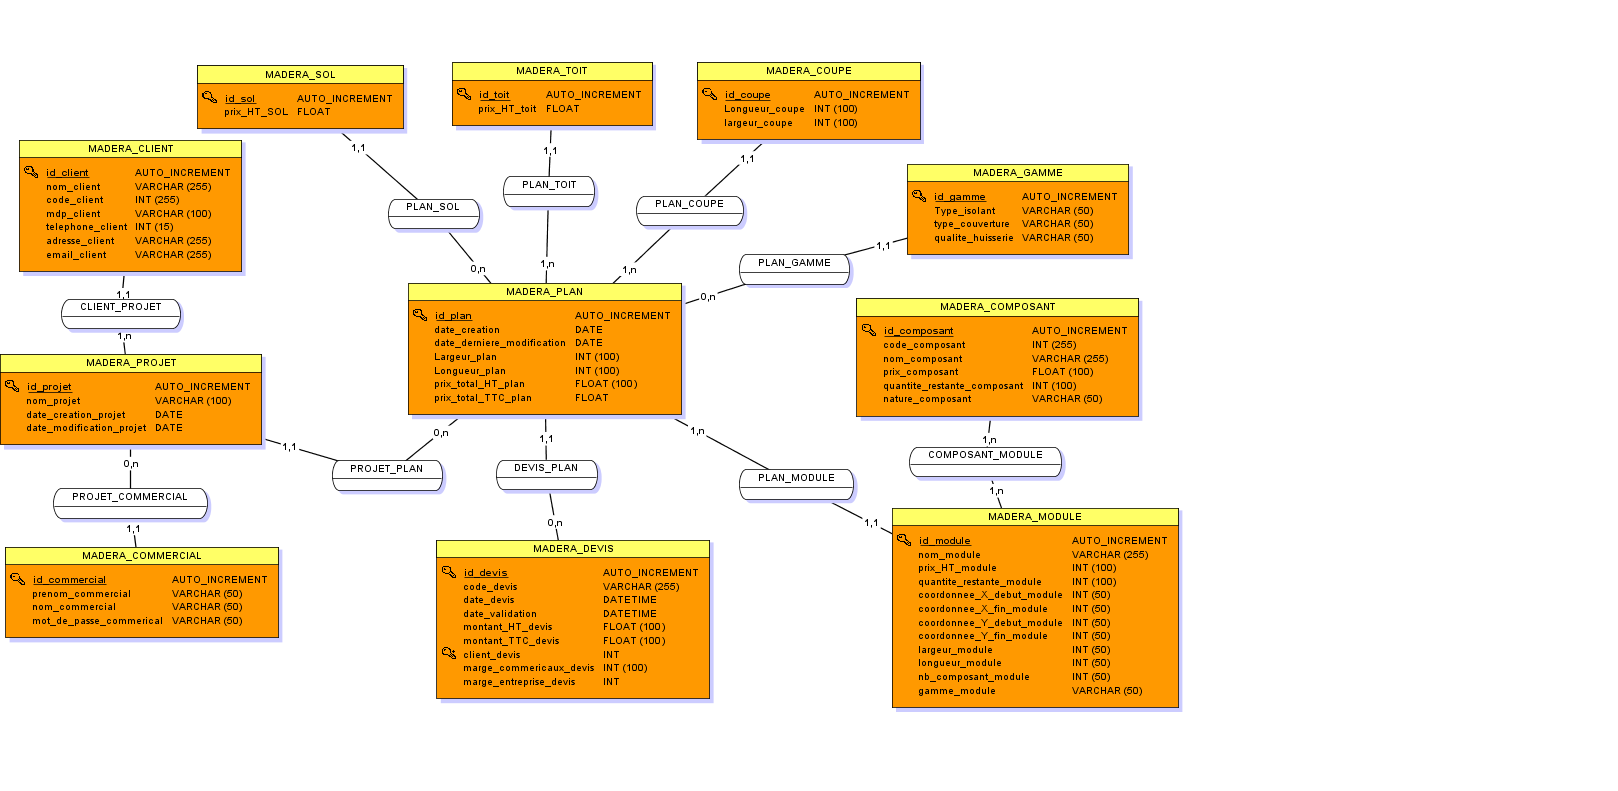 MADERA_SOL
id_sol AUTO_INCREMENT
prix_HT_SOL FLOAT
MADERA_TOIT
id_toit AUTO_INCREMENT
prix_HT_toit FLOAT
MADERA_COUPE
id_coupe AUTO_INCREMENT
Longueur_coupe INT (100)
largeur_coupe INT (100)
MADERA_CLIENT
id_client AUTO_INCREMENT
nom_client VARCHAR (255)
code_client INT (255)
mdp_client VARCHAR (100)
telephone_client INT (15)
adresse_client VARCHAR (255)
email_client VARCHAR (255)
MADERA_GAMME
id_gamme AUTO_INCREMENT
Type_isolant VARCHAR (50)
type_couverture VARCHAR (50)
qualite_huisserie VARCHAR (50)
1,1
PLAN_SOL
0,n
1,1
PLAN_TOIT
1,n
1,1
PLAN_COUPE
1,n
1,1
PLAN_GAMME
0,n
1,1
CLIENT_PROJET
1,n
MADERA_PLAN
id_plan AUTO_INCREMENT
date_creation DATE
date_derniere_modification DATE
Largeur_plan INT (100)
Longueur_plan INT (100)
prix_total_HT_plan FLOAT (100)
prix_total_TTC_plan FLOAT
MADERA_COMPOSANT
id_composant AUTO_INCREMENT
code_composant INT (255)
nom_composant VARCHAR (255)
prix_composant FLOAT (100)
quantite_restante_composant INT (100)
nature_composant VARCHAR (50)
MADERA_PROJET
id_projet AUTO_INCREMENT
nom_projet VARCHAR (100)
date_creation_projet DATE
date_modification_projet DATE
1,1
PROJET_PLAN
0,n
1,1
DEVIS_PLAN
0,n
1,n
PLAN_MODULE
1,1
1,n
COMPOSANT_MODULE
1,n
0,n
PROJET_COMMERCIAL
1,1
MADERA_COMMERCIAL
id_commercial AUTO_INCREMENT
prenom_commercial VARCHAR (50)
nom_commercial VARCHAR (50)
mot_de_passe_commerical VARCHAR (50)
MADERA_DEVIS
id_devis AUTO_INCREMENT
code_devis VARCHAR (255)
date_devis DATETIME
date_validation DATETIME
montant_HT_devis FLOAT (100)
montant_TTC_devis FLOAT (100)
client_devis INT
marge_commericaux_devis INT (100)
marge_entreprise_devis INT
MADERA_MODULE
id_module AUTO_INCREMENT
nom_module VARCHAR (255)
prix_HT_module INT (100)
quantite_restante_module INT (100)
coordonnee_X_debut_module INT (50)
coordonnee_X_fin_module INT (50)
coordonnee_Y_debut_module INT (50)
coordonnee_Y_fin_module INT (50)
largeur_module INT (50)
longueur_module INT (50)
nb_composant_module INT (50)
gamme_module VARCHAR (50)